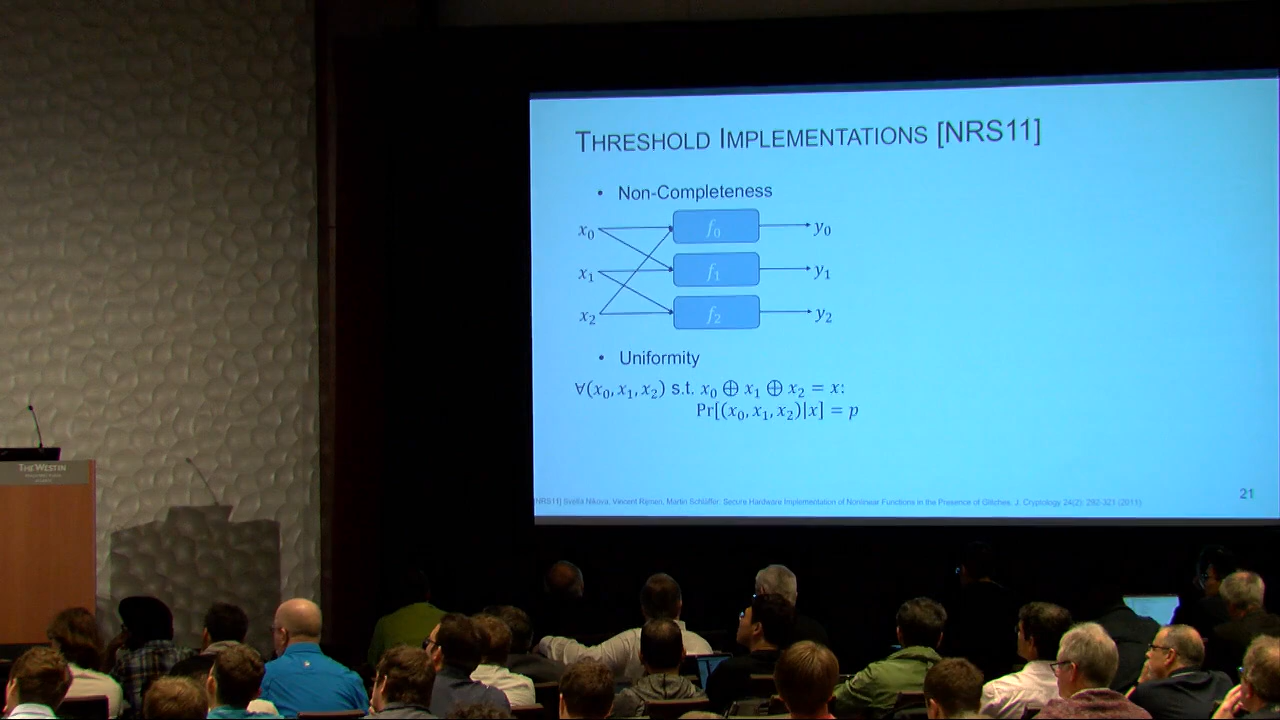 THRESHOLD IMPLEMENTATIONS [NRS11]
• Non-Completeness
x₀ f₀ y₀
x₁ f₁ y₁
x₂ f₂ y₂
• Uniformity
∀(x₀, x₁, x₂) s.t. x₀ ⊕ x₁ ⊕ x₂ = x:
Pr[(x₀, x₁, x₂)|x] = p
[NRS11] Svetla Nikova, Vincent Rijmen, Martin Schläffer: Secure Hardware Implementation of Nonlinear Functions in the Presence of Glitches. J. Cryptology 24(2): 292-321 (2011)
21
THE WESTIN